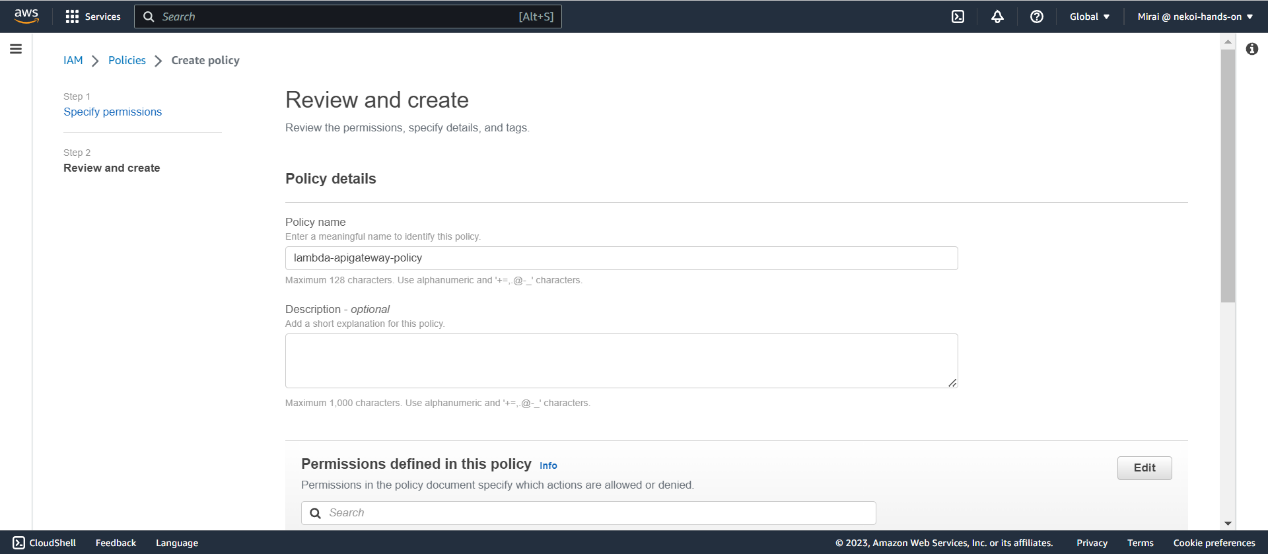 aws
Services
Search
[Alt+S]
Global
Mirai @ nekoi-hands-on
IAM
Policies
Create policy
Step 1
Specify permissions
Step 2
Review and create
Review and create
Review the permissions, specify details, and tags.
Policy details
Policy name
Enter a meaningful name to identify this policy.
lambda-apigateway-policy
Maximum 128 characters. Use alphanumeric and '+=,.@-_' characters.
Description - optional
Add a short explanation for this policy.
Maximum 1,000 characters. Use alphanumeric and '+=,.@-_' characters.
Permissions defined in this policy Info
Edit
Permissions in the policy document specify which actions are allowed or denied.
Search
CloudShell
Feedback
Language
© 2023, Amazon Web Services, Inc. or its affiliates.
Privacy
Terms
Cookie preferences